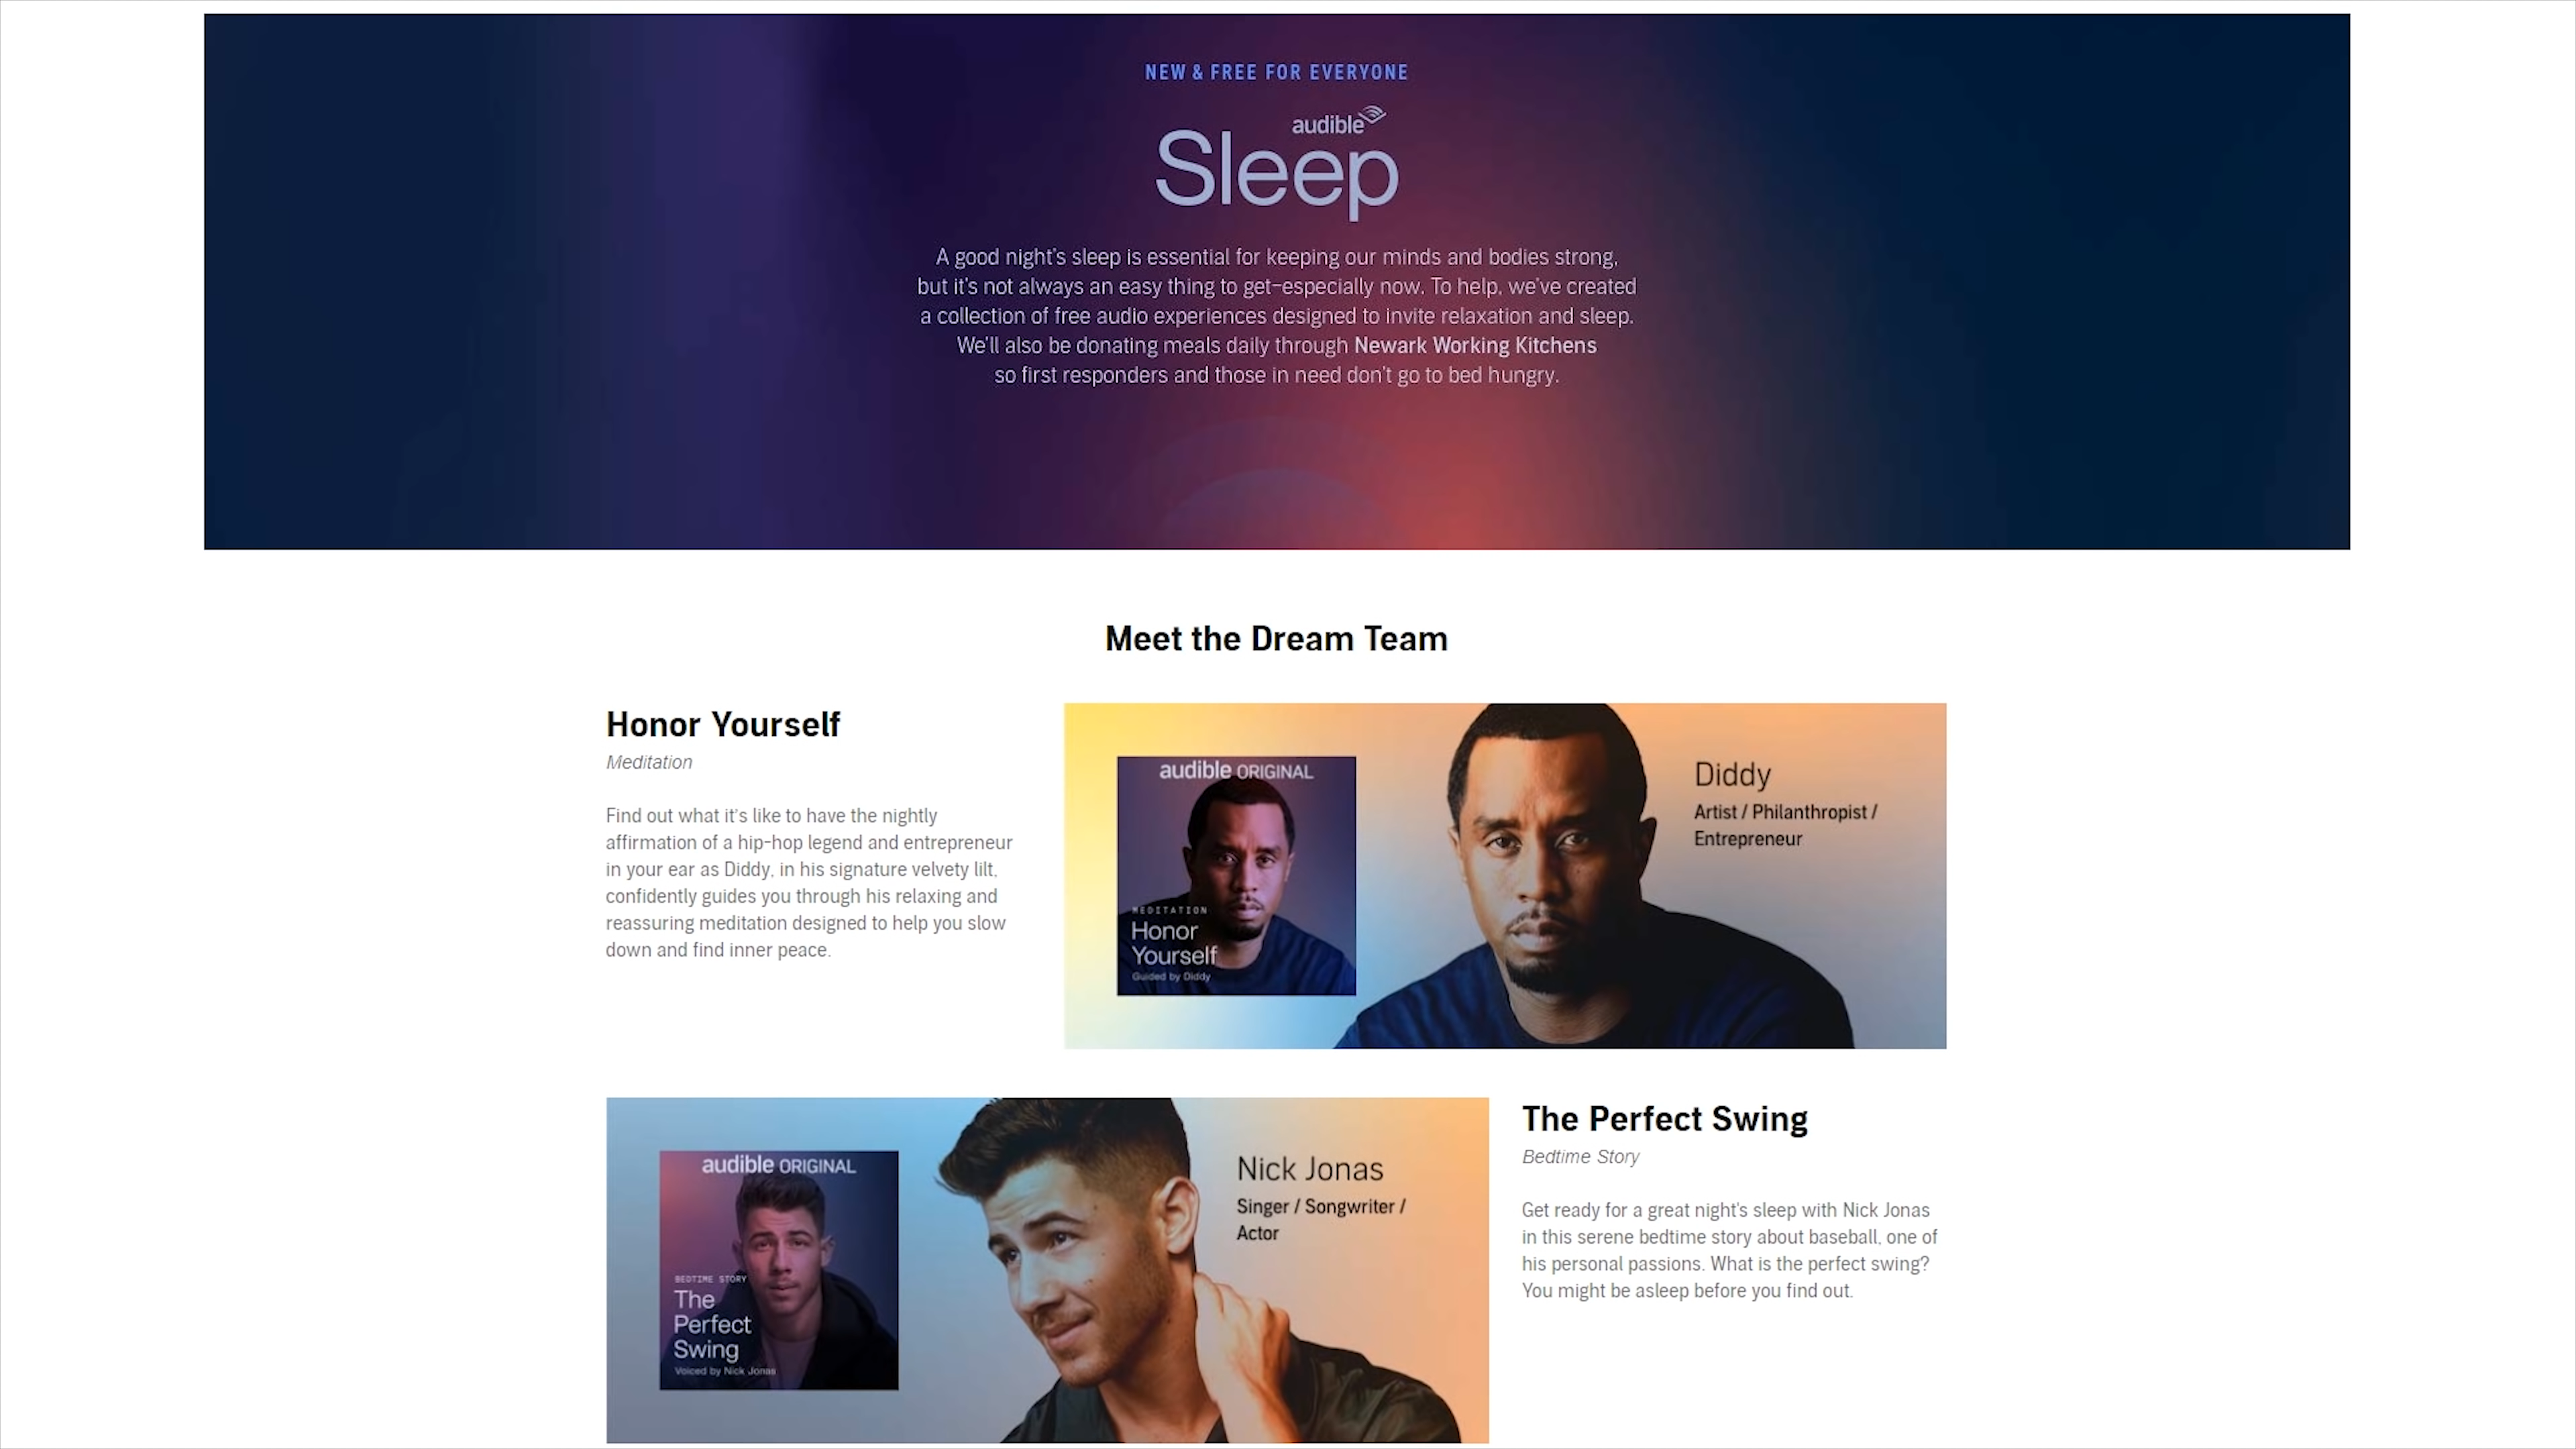 NEW & FREE FOR EVERYONE
audible
Sleep
A good night's sleep is essential for keeping our minds and bodies strong,
but it's not always an easy thing to get–especially now. To help, we've created
a collection of free audio experiences designed to invite relaxation and sleep.
We'll also be donating meals daily through Newark Working Kitchens
so first responders and those in need don't go to bed hungry.
Meet the Dream Team
Honor Yourself
Meditation
Find out what it's like to have the nightly
affirmation of a hip-hop legend and entrepreneur
in your ear as Diddy, in his signature velvety lilt,
confidently guides you through his relaxing and
reassuring meditation designed to help you slow
down and find inner peace.
audible ORIGINAL
MEDITATION
Honor
Yourself
Guided by Diddy
Diddy
Artist / Philanthropist /
Entrepreneur
audible ORIGINAL
BEDTIME STORY
The
Perfect
Swing
Voiced by Nick Jonas
Nick Jonas
Singer / Songwriter /
Actor
The Perfect Swing
Bedtime Story
Get ready for a great night's sleep with Nick Jonas
in this serene bedtime story about baseball, one of
his personal passions. What is the perfect swing?
You might be asleep before you find out.